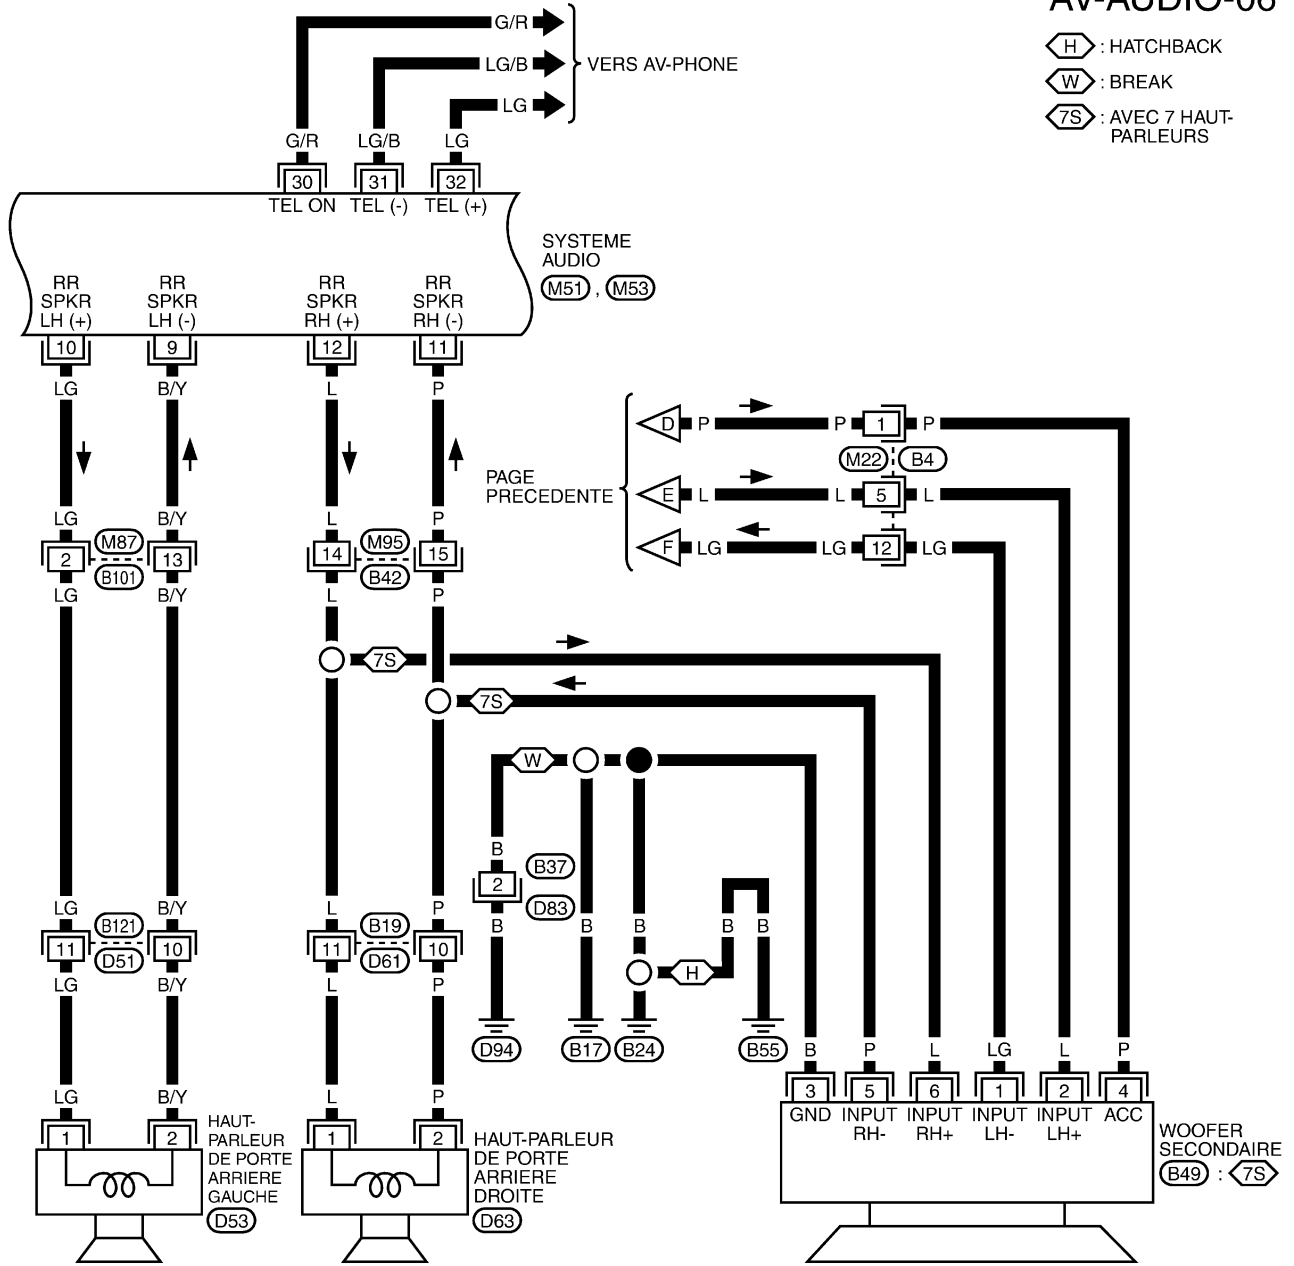 AV-AUDIO-06
H : HATCHBACK
W : BREAK
7S : AVEC 7 HAUT-
PARLEURS
G/R
LG/B
VERS AV-PHONE
LG
G/R LG/B LG
30 31 32
TEL ON TEL (-) TEL (+)
SYSTEME
AUDIO
M51 , M53
RR RR RR RR
SPKR SPKR SPKR SPKR
LH (+) LH (-) RH (+) RH (-)
10 9 12 11
LG B/Y L P
D P P 1 P
M22 B4
PAGE
PRECEDENTE
E L L 5 L
F LG LG 12 LG
LG B/Y L P
M87 M95
2 13 14 15
B101 B42
LG B/Y L P
7S
7S
W
B
B37
2
D83
LG B/Y L P
B B B B B
B121 B19
11 10 11 10
D51 D61
H
LG B/Y L P
D94 B17 B24 B55
B P L LG L P
3 5 6 1 2 4
GND INPUT INPUT INPUT INPUT ACC
RH- RH+ LH- LH+
LG B/Y L P
1 2 1 2
HAUT-
PARLEUR
DE PORTE
ARRIERE
GAUCHE
D53
HAUT-PARLEUR
DE PORTE
ARRIERE
DROITE
D63
WOOFER
SECONDAIRE
B49 : 7S